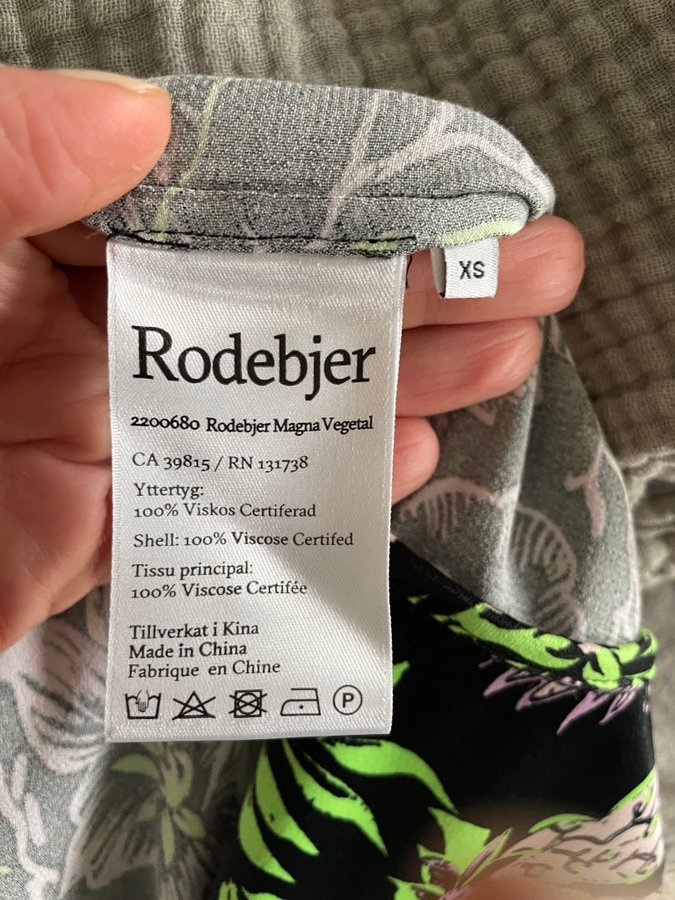 XS
Rodebjer
2200680 Rodebjer Magna Vegetal
CA 39815 / RN 131738
Yttertyg:
100% Viskos Certiferad
Shell: 100% Viscose Certifed
Tissu principal:
100% Viscose Certifée
Tillverkat i Kina
Made in China
Fabrique en Chine
P